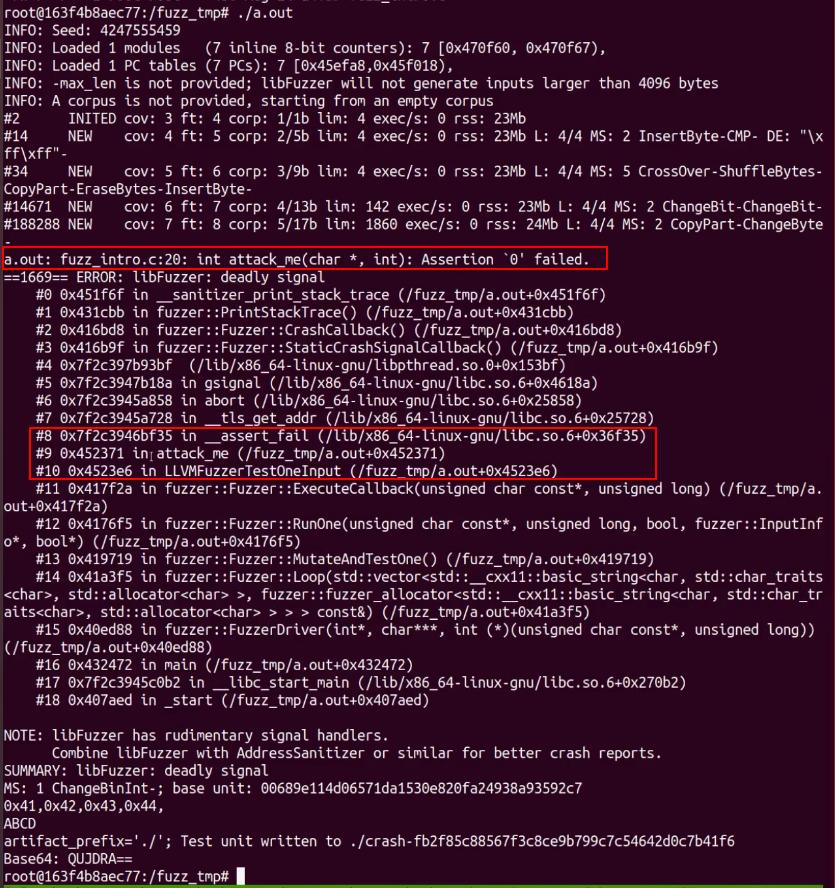 root@163f4b8aec77:/fuzz_tmp# ./a.out
INFO: Seed: 4247555459
INFO: Loaded 1 modules   (7 inline 8-bit counters): 7 [0x470f60, 0x470f67),
INFO: Loaded 1 PC tables (7 PCs): 7 [0x45efa8,0x45f018),
INFO: -max_len is not provided; libFuzzer will not generate inputs larger than 4096 bytes
INFO: A corpus is not provided, starting from an empty corpus
#2      INITED cov: 3 ft: 4 corp: 1/1b lim: 4 exec/s: 0 rss: 23Mb
#14     NEW    cov: 4 ft: 5 corp: 2/5b lim: 4 exec/s: 0 rss: 23Mb L: 4/4 MS: 2 InsertByte-CMP- DE: "\x
ff\xff"-
#34     NEW    cov: 5 ft: 6 corp: 3/9b lim: 4 exec/s: 0 rss: 23Mb L: 4/4 MS: 5 CrossOver-ShuffleBytes-
CopyPart-EraseBytes-InsertByte-
#14671  NEW    cov: 6 ft: 7 corp: 4/13b lim: 142 exec/s: 0 rss: 23Mb L: 4/4 MS: 2 ChangeBit-ChangeBit-
#188288 NEW    cov: 7 ft: 8 corp: 5/17b lim: 1860 exec/s: 0 rss: 24Mb L: 4/4 MS: 2 CopyPart-ChangeByte
-
a.out: fuzz_intro.c:20: int attack_me(char *, int): Assertion `0' failed.
==1669== ERROR: libFuzzer: deadly signal
    #0 0x451f6f in __sanitizer_print_stack_trace (/fuzz_tmp/a.out+0x451f6f)
    #1 0x431cbb in fuzzer::PrintStackTrace() (/fuzz_tmp/a.out+0x431cbb)
    #2 0x416bd8 in fuzzer::Fuzzer::CrashCallback() (/fuzz_tmp/a.out+0x416bd8)
    #3 0x416b9f in fuzzer::Fuzzer::StaticCrashSignalCallback() (/fuzz_tmp/a.out+0x416b9f)
    #4 0x7f2c397b93bf  (/lib/x86_64-linux-gnu/libpthread.so.0+0x153bf)
    #5 0x7f2c3947b18a in gsignal (/lib/x86_64-linux-gnu/libc.so.6+0x4618a)
    #6 0x7f2c3945a858 in abort (/lib/x86_64-linux-gnu/libc.so.6+0x25858)
    #7 0x7f2c3945a728 in __tls_get_addr (/lib/x86_64-linux-gnu/libc.so.6+0x25728)
    #8 0x7f2c3946bf35 in __assert_fail (/lib/x86_64-linux-gnu/libc.so.6+0x36f35)
    #9 0x452371 in attack_me (/fuzz_tmp/a.out+0x452371)
    #10 0x4523e6 in LLVMFuzzerTestOneInput (/fuzz_tmp/a.out+0x4523e6)
    #11 0x417f2a in fuzzer::Fuzzer::ExecuteCallback(unsigned char const*, unsigned long) (/fuzz_tmp/a.
out+0x417f2a)
    #12 0x4176f5 in fuzzer::Fuzzer::RunOne(unsigned char const*, unsigned long, bool, fuzzer::InputInf
o*, bool*) (/fuzz_tmp/a.out+0x4176f5)
    #13 0x419719 in fuzzer::Fuzzer::MutateAndTestOne() (/fuzz_tmp/a.out+0x419719)
    #14 0x41a3f5 in fuzzer::Fuzzer::Loop(std::vector<std::__cxx11::basic_string<char, std::char_traits
<char>, std::allocator<char> >, fuzzer::fuzzer_allocator<std::__cxx11::basic_string<char, std::char_tr
aits<char>, std::allocator<char> > > > const&) (/fuzz_tmp/a.out+0x41a3f5)
    #15 0x40ed88 in fuzzer::FuzzerDriver(int*, char***, int (*)(unsigned char const*, unsigned long))
(/fuzz_tmp/a.out+0x40ed88)
    #16 0x432472 in main (/fuzz_tmp/a.out+0x432472)
    #17 0x7f2c3945c0b2 in __libc_start_main (/lib/x86_64-linux-gnu/libc.so.6+0x270b2)
    #18 0x407aed in _start (/fuzz_tmp/a.out+0x407aed)

NOTE: libFuzzer has rudimentary signal handlers.
      Combine libFuzzer with AddressSanitizer or similar for better crash reports.
SUMMARY: libFuzzer: deadly signal
MS: 1 ChangeBinInt-; base unit: 00689e114d06571da1530e820fa24938a93592c7
0x41,0x42,0x43,0x44,
ABCD
artifact_prefix='./'; Test unit written to ./crash-fb2f85c88567f3c8ce9b799c7c54642d0c7b41f6
Base64: QUJDRA==
root@163f4b8aec77:/fuzz_tmp#